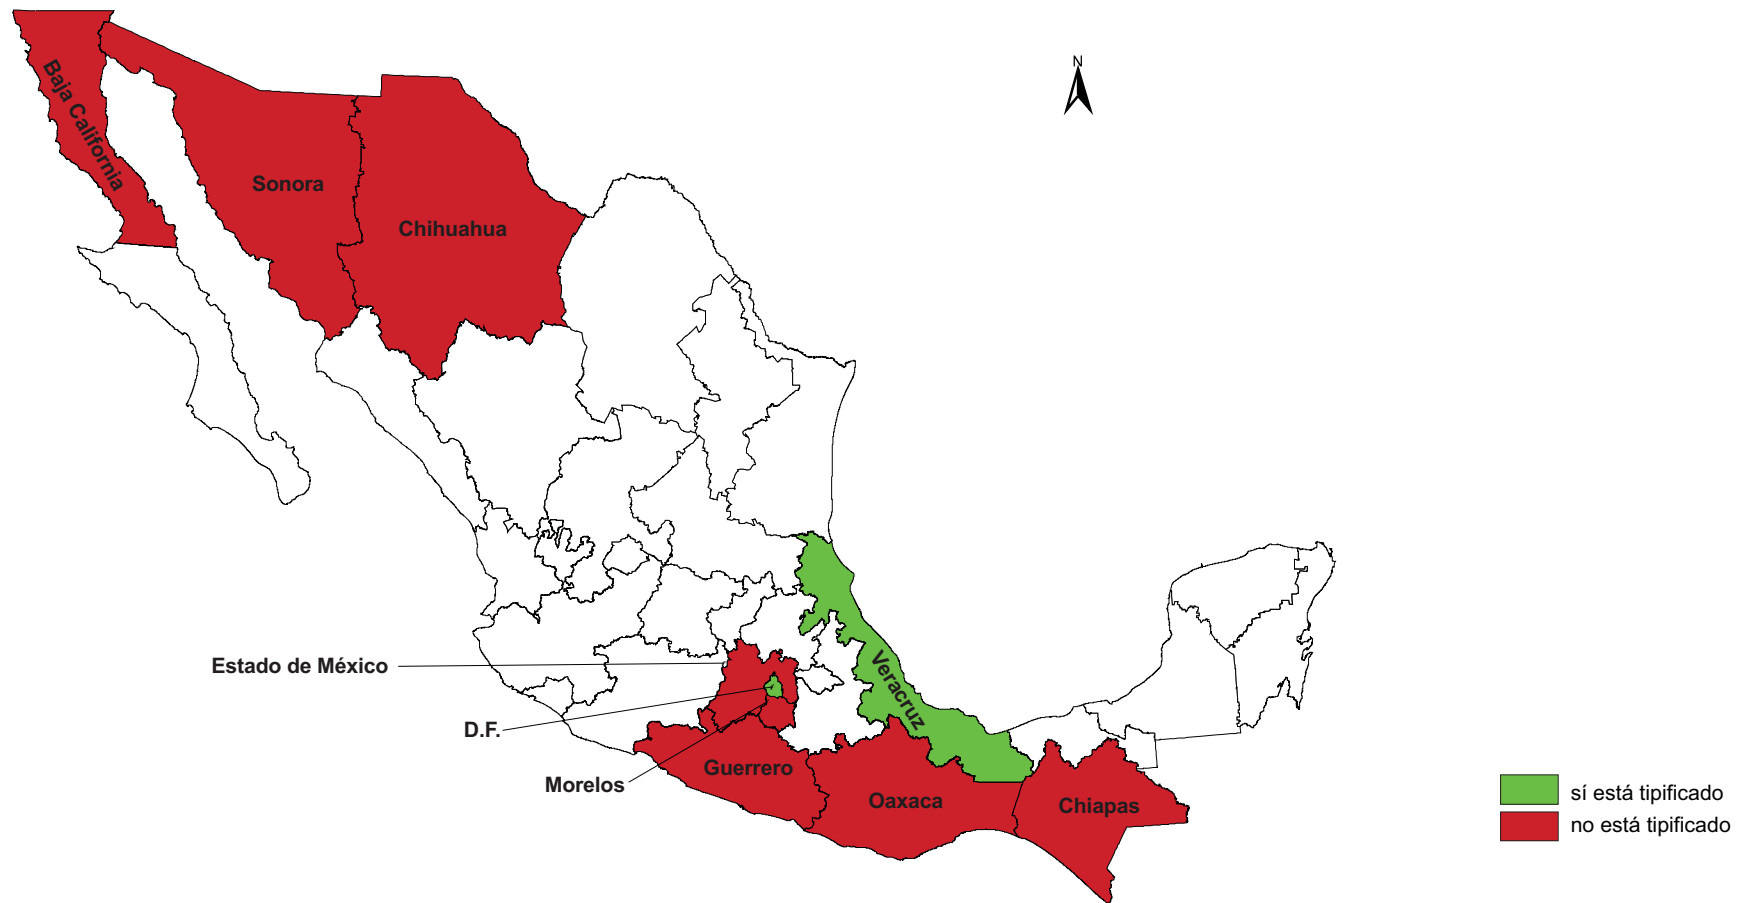 N
Baja California
Sonora
Chihuahua
Estado de México
D.F.
Morelos
Veracruz
Guerrero
Oaxaca
Chiapas
sí está tipificado
no está tipificado